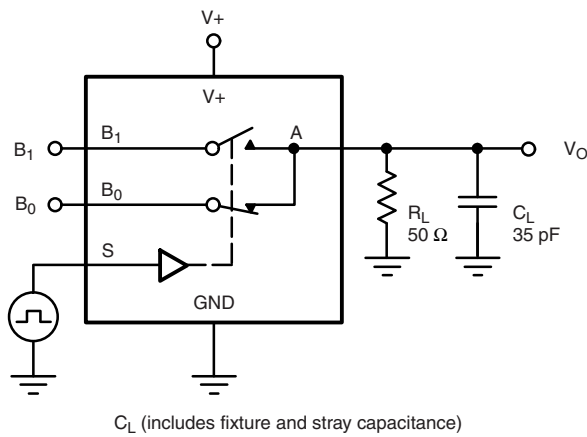 V+
V+
B1
B1
A
VO
B0
B0
RL
50 Ω
CL
35 pF
S
GND
CL (includes fixture and stray capacitance)